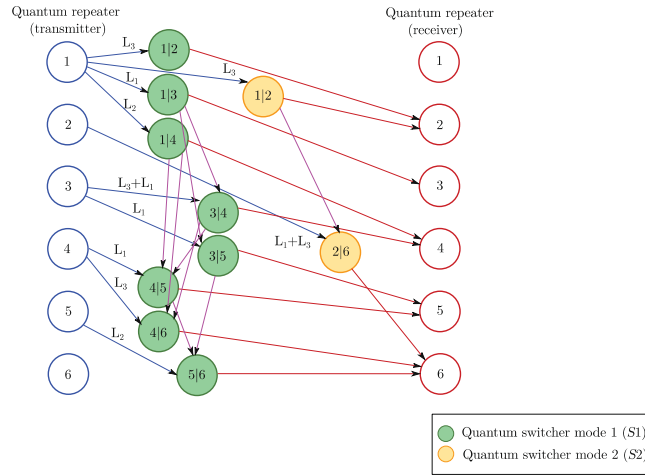 Quantum repeater
(transmitter)
Quantum repeater
(receiver)
1
L3
1|2
1
L3
L1
1|3
1|2
L2
2
1|4
2
3
L3+L1
3
L1
3|4
4
L1
L1+L3
2|6
4
3|5
L3
4|5
5
5
L2
4|6
6
5|6
6
Quantum switcher mode 1 (S1)
Quantum switcher mode 2 (S2)